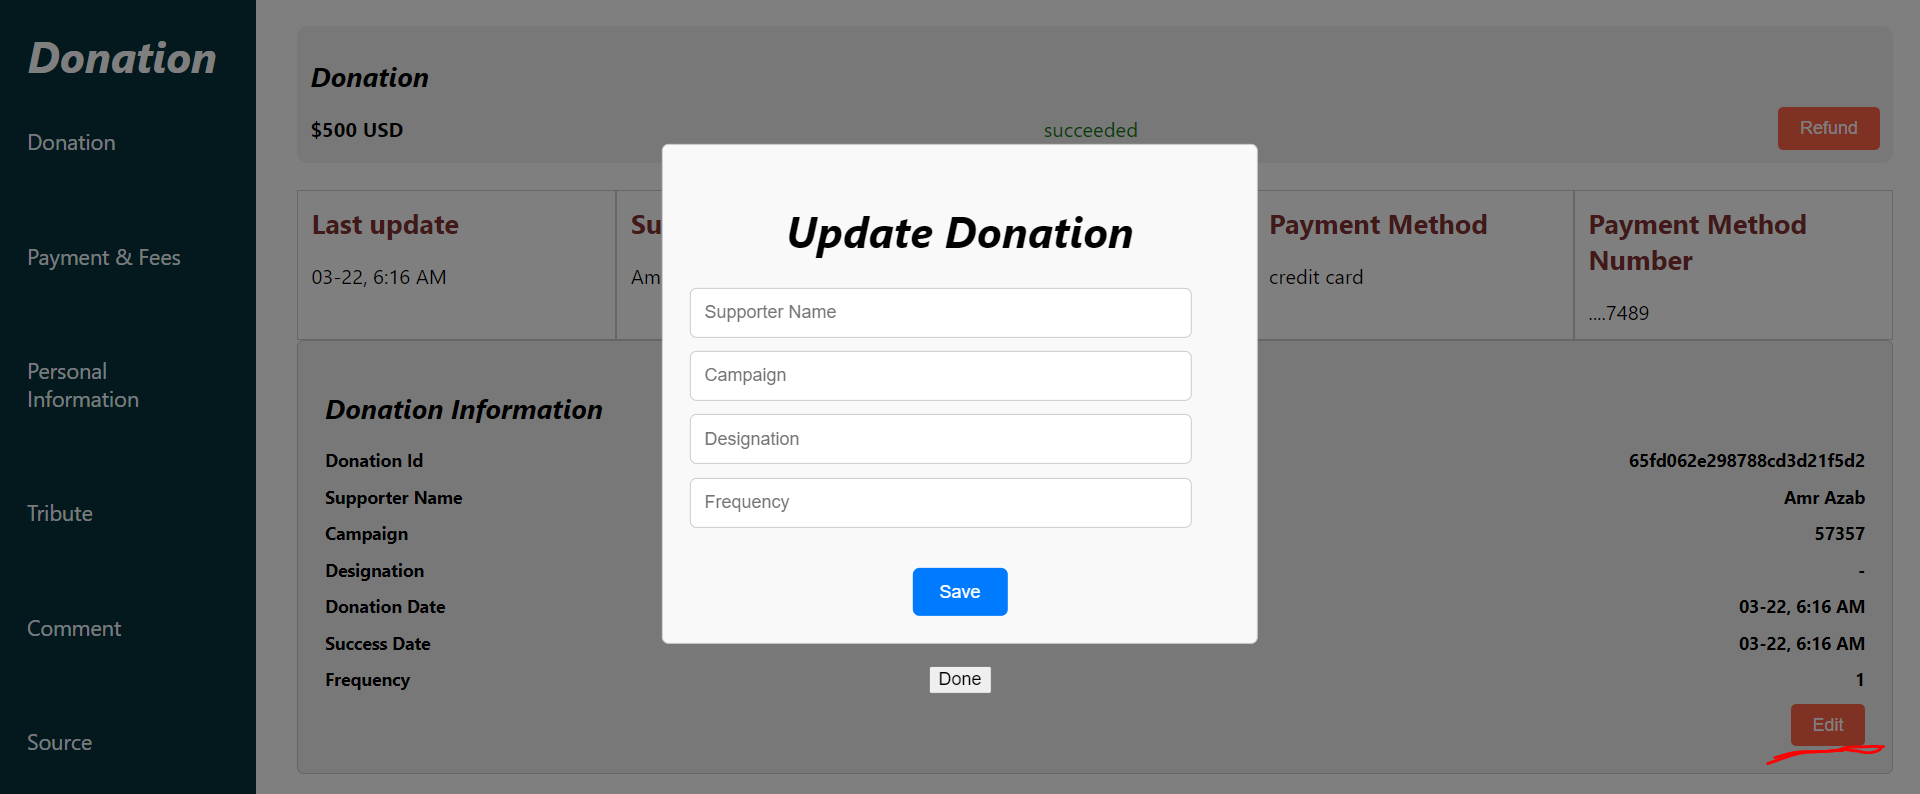 Donation
Donation
Payment & Fees
Personal
Information
Tribute
Comment
Source
Donation
$500 USD
succeeded
Refund
Last update
03-22, 6:16 AM
Su
Am
Payment Method
credit card
Payment Method
Number
....7489
Donation Information
Donation Id
65fd062e298788cd3d21f5d2
Supporter Name
Amr Azab
Campaign
57357
Designation
-
Donation Date
03-22, 6:16 AM
Success Date
03-22, 6:16 AM
Frequency
1
Edit
Update Donation
Supporter Name
Campaign
Designation
Frequency
Save
Done